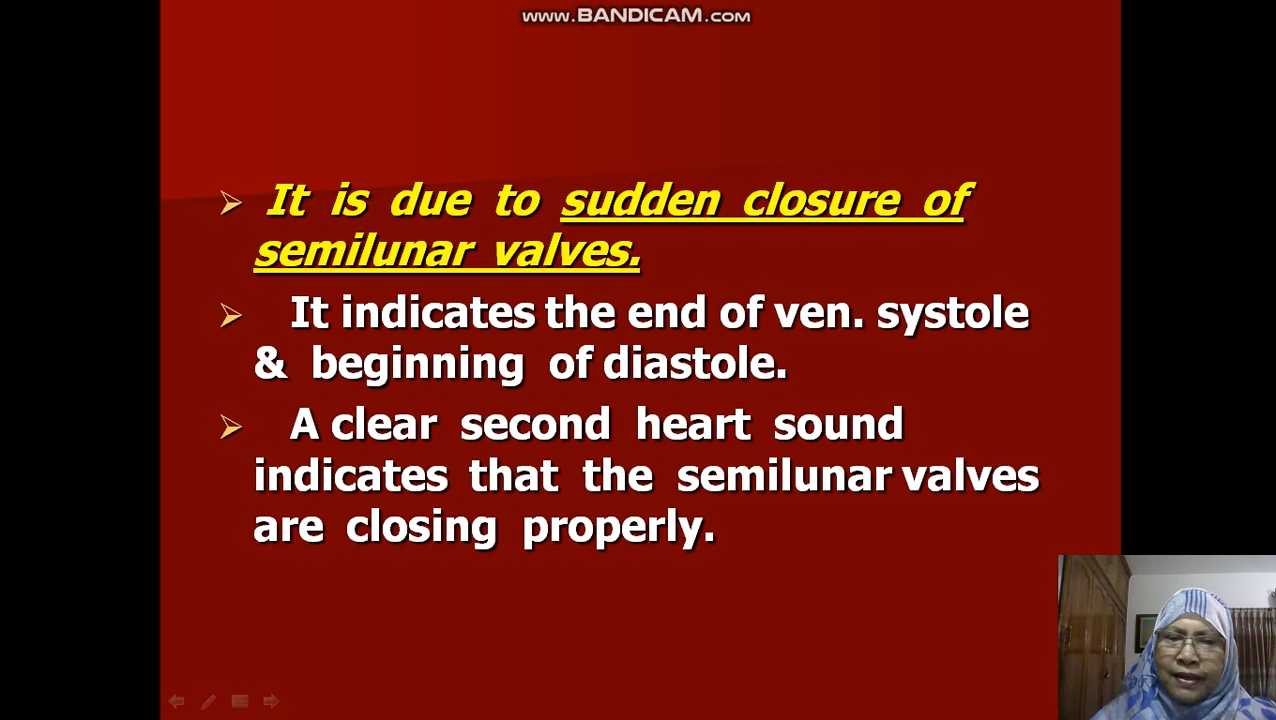 www.BANDICAM.com
It is due to sudden closure of
semilunar valves.
It indicates the end of ven. systole
& beginning of diastole.
A clear second heart sound
indicates that the semilunar valves
are closing properly.